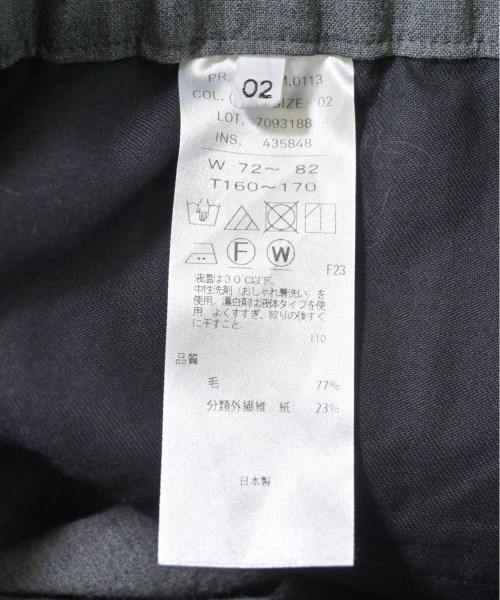 PR. M.0113
02
COL. ( SIZE 02
LOT. 7093188
INS. 435848
W 72～ 82
T160～170
F W
F23
液温は30℃以下。
中性洗剤（おしゃれ着洗い）を
使用。漂白剤は液体タイプを使
用。よくすすぎ、絞りの後すぐ
に干すこと。
110
品質
毛 77%
分類外繊維 紙 23%
日本製